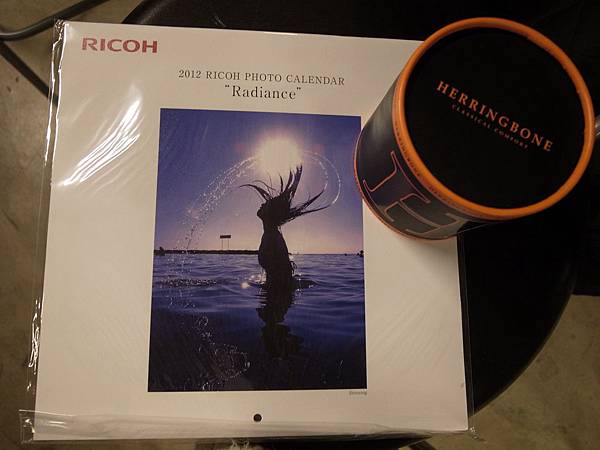 RICOH
2012 RICOH PHOTO CALENDAR
"Radiance"
HERRINGBONE
CLASSICAL COMFORT
H